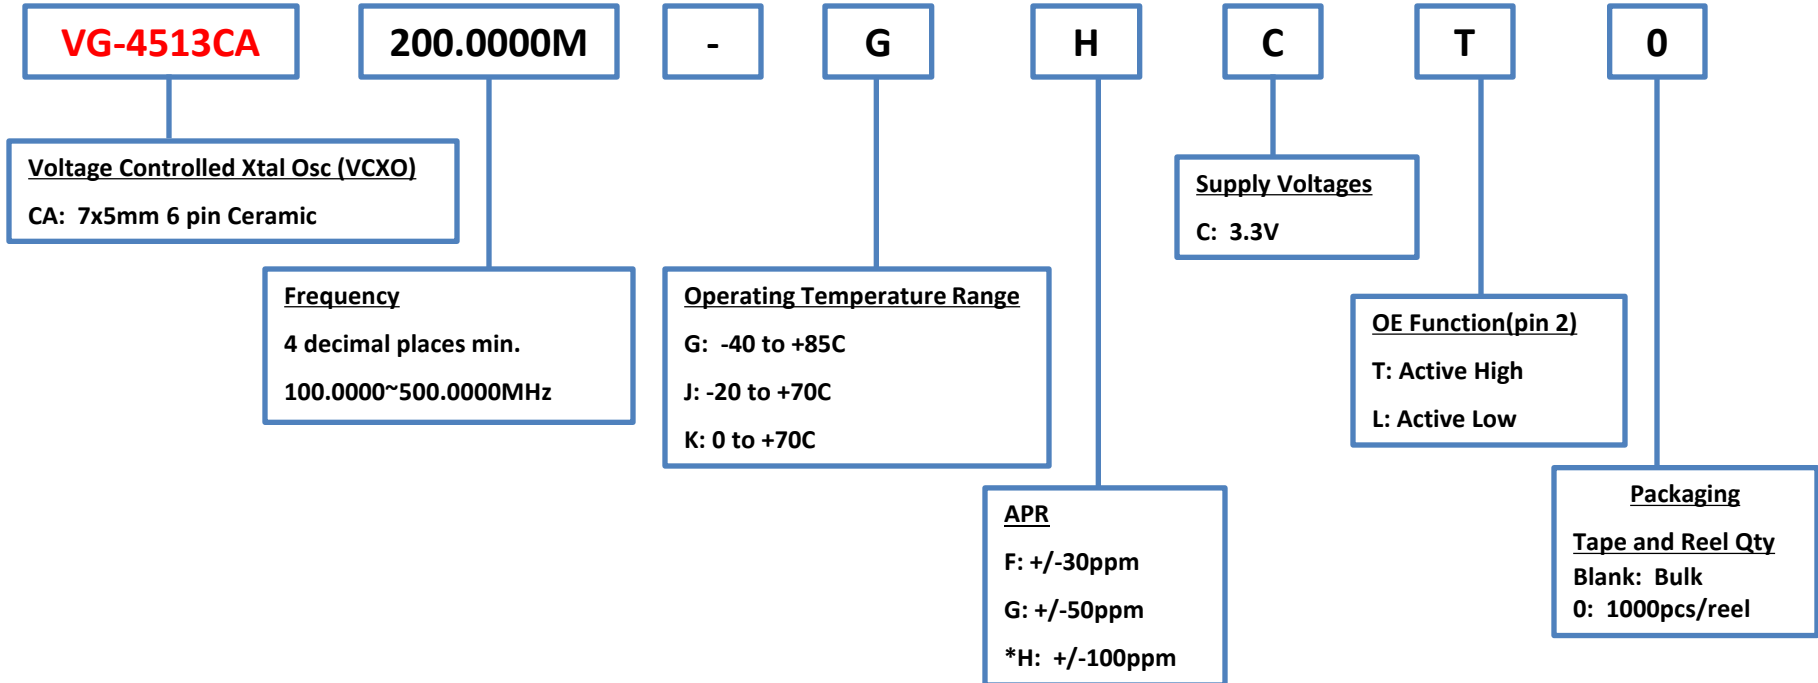 VG-4513CA 200.0000M - G H C T 0
Voltage Controlled Xtal Osc (VCXO)
CA:  7x5mm 6 pin Ceramic
Frequency
4 decimal places min.
100.0000~500.0000MHz
Operating Temperature Range
G:  -40 to +85C
J: -20 to +70C
K: 0 to +70C
APR
F: +/-30ppm
G: +/-50ppm
*H:  +/-100ppm
Supply Voltages
C:  3.3V
OE Function(pin 2)
T: Active High
L: Active Low
Packaging
Tape and Reel Qty
Blank:  Bulk
0:  1000pcs/reel